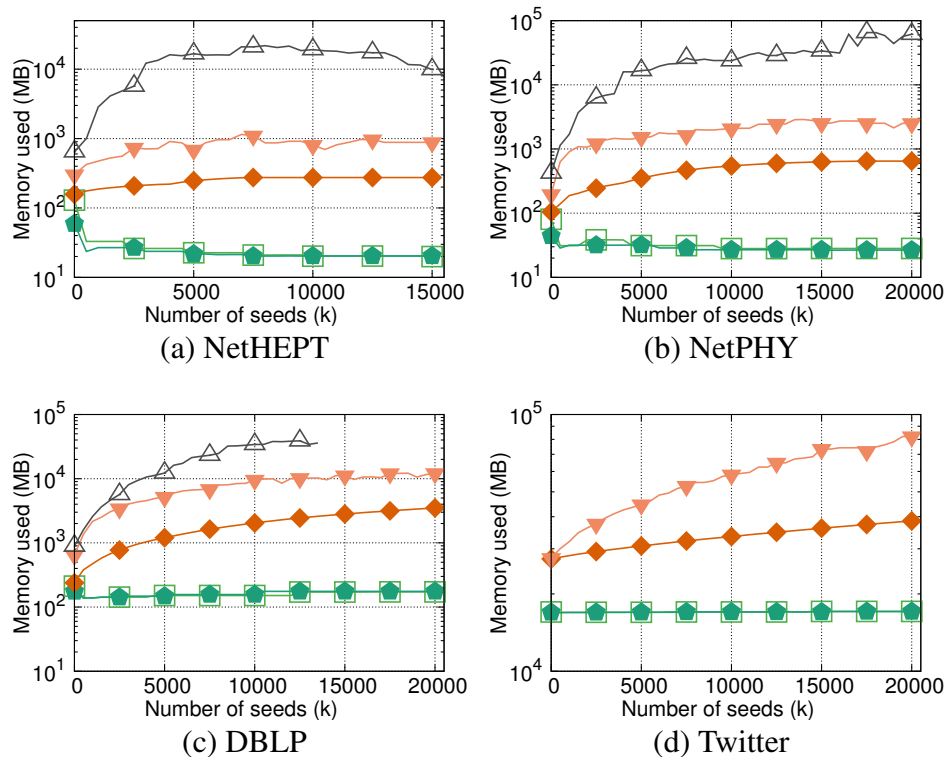 10^4
10^3
10^2
10^1
Memory used (MB)
0 5000 10000 15000
Number of seeds (k)
(a) NetHEPT
10^5
10^4
10^3
10^2
10^1
Memory used (MB)
0 5000 10000 15000 20000
Number of seeds (k)
(b) NetPHY
10^5
10^4
10^3
10^2
10^1
Memory used (MB)
0 5000 10000 15000 20000
Number of seeds (k)
(c) DBLP
10^5
10^4
Memory used (MB)
0 5000 10000 15000 20000
Number of seeds (k)
(d) Twitter